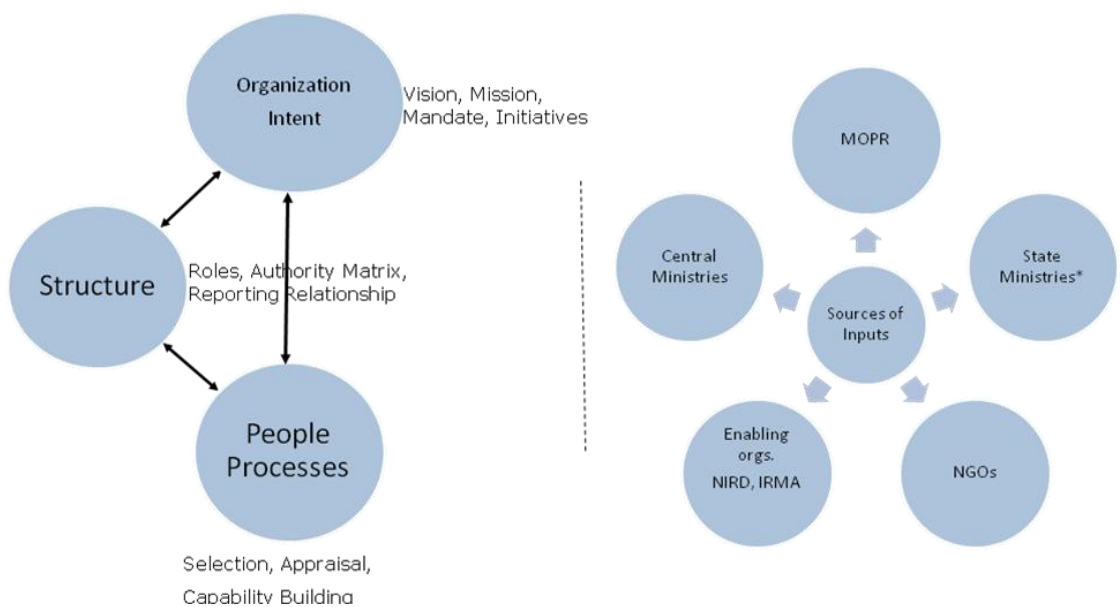 Organization
Intent
Vision, Mission,
Mandate, Initiatives
Structure
Roles, Authority Matrix,
Reporting Relationship
People
Processes
Selection, Appraisal,
Capability Building
MOPR
Central
Ministries
State
Ministries*
Sources of
Inputs
Enabling
orgs.
NIRD, IRMA
NGOs